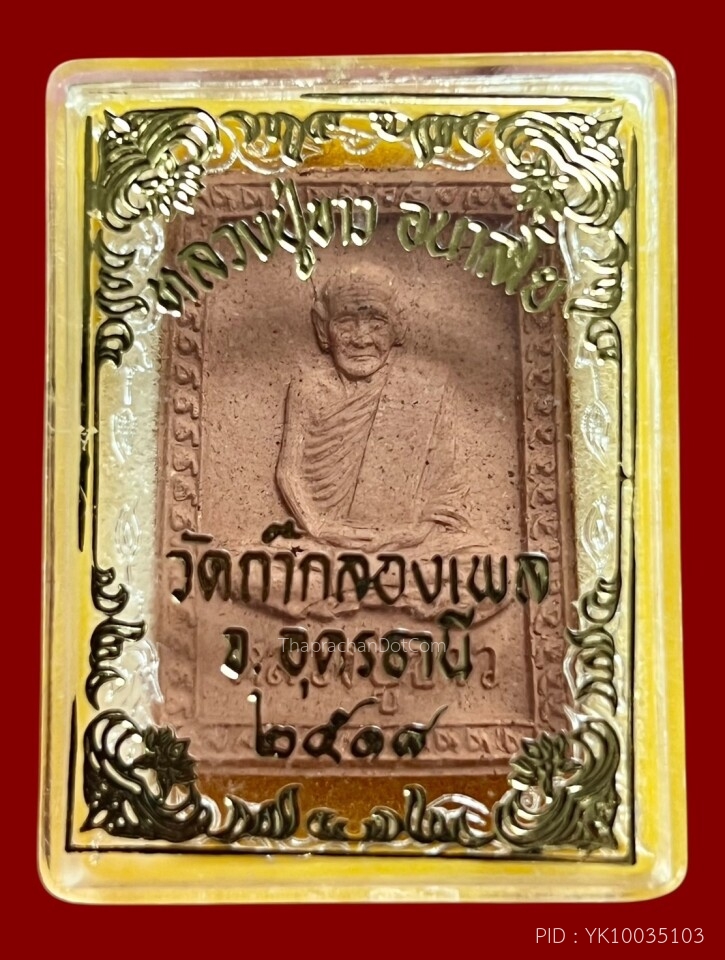 หลวงปู่ขาว อนาลโย
วัดถ้ำกลองเพล
ThaprachanDotCom
จ. อุดรธานี
๒๕๑๘
PID : YK10035103